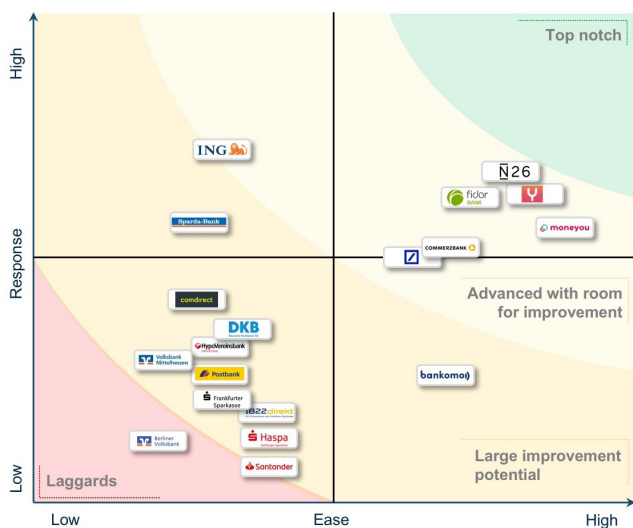 Top notch
High
ING
N26
fidor
BANK
Sparda-Bank
moneyou
COMMERZBANK
Response
comdirect
Advanced with room
for improvement
DKB
HypoVereinsbank
Volksbank
Mittelhessen
Postbank
bankomo
Frankfurter
Sparkasse
1822direkt
Berliner
Volksbank
Haspa
Large improvement
potential
Santander
Laggards
Low
Low
Ease
High